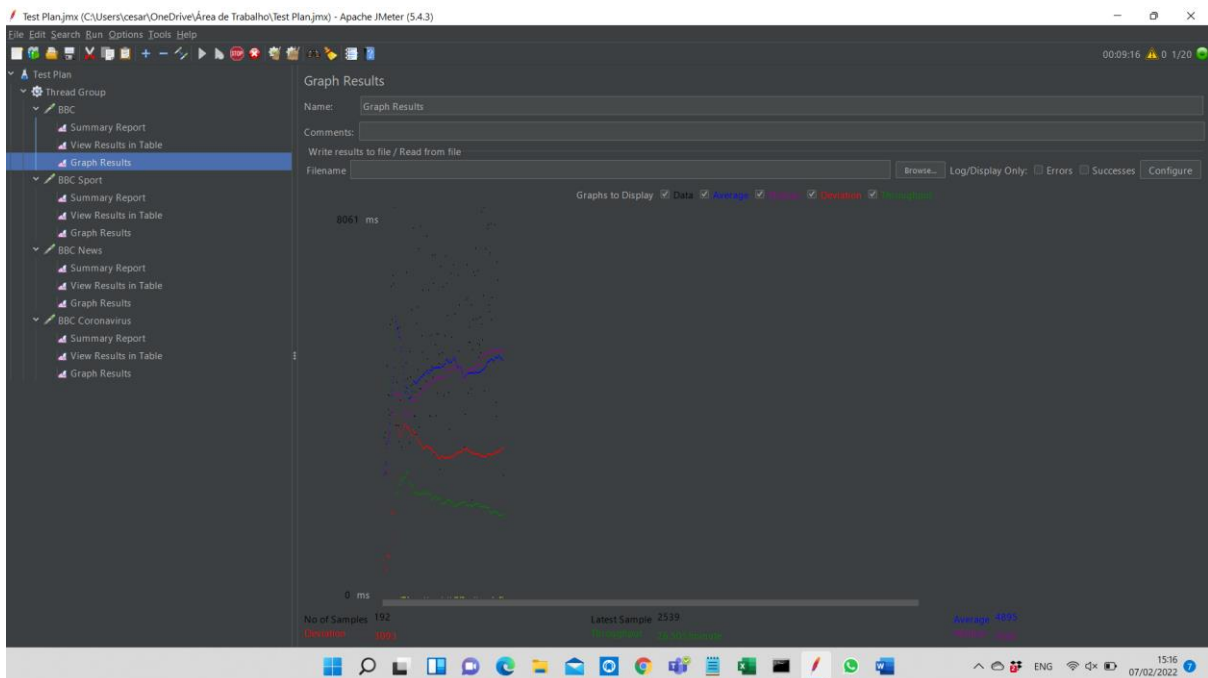 Test Plan.jmx (C:\Users\cesar\OneDrive\Área de Trabalho\Test Plan.jmx) - Apache JMeter (5.4.3)
File Edit Search Run Options Tools Help
00:09:16 0 1/20
Test Plan
Thread Group
BBC
Summary Report
View Results in Table
Graph Results
BBC Sport
Summary Report
View Results in Table
Graph Results
BBC News
Summary Report
View Results in Table
Graph Results
BBC Coronavirus
Summary Report
View Results in Table
Graph Results
Graph Results
Name: Graph Results
Comments:
Write results to file / Read from file
Filename Browse... Log/Display Only: Errors Successes Configure
Graphs to Display Data Average Median Deviation Throughput
8061 ms
0 ms
No of Samples 192 Latest Sample 2539 Average 4895
Deviation Throughput Median
ENG 15:16
07/02/2022 7